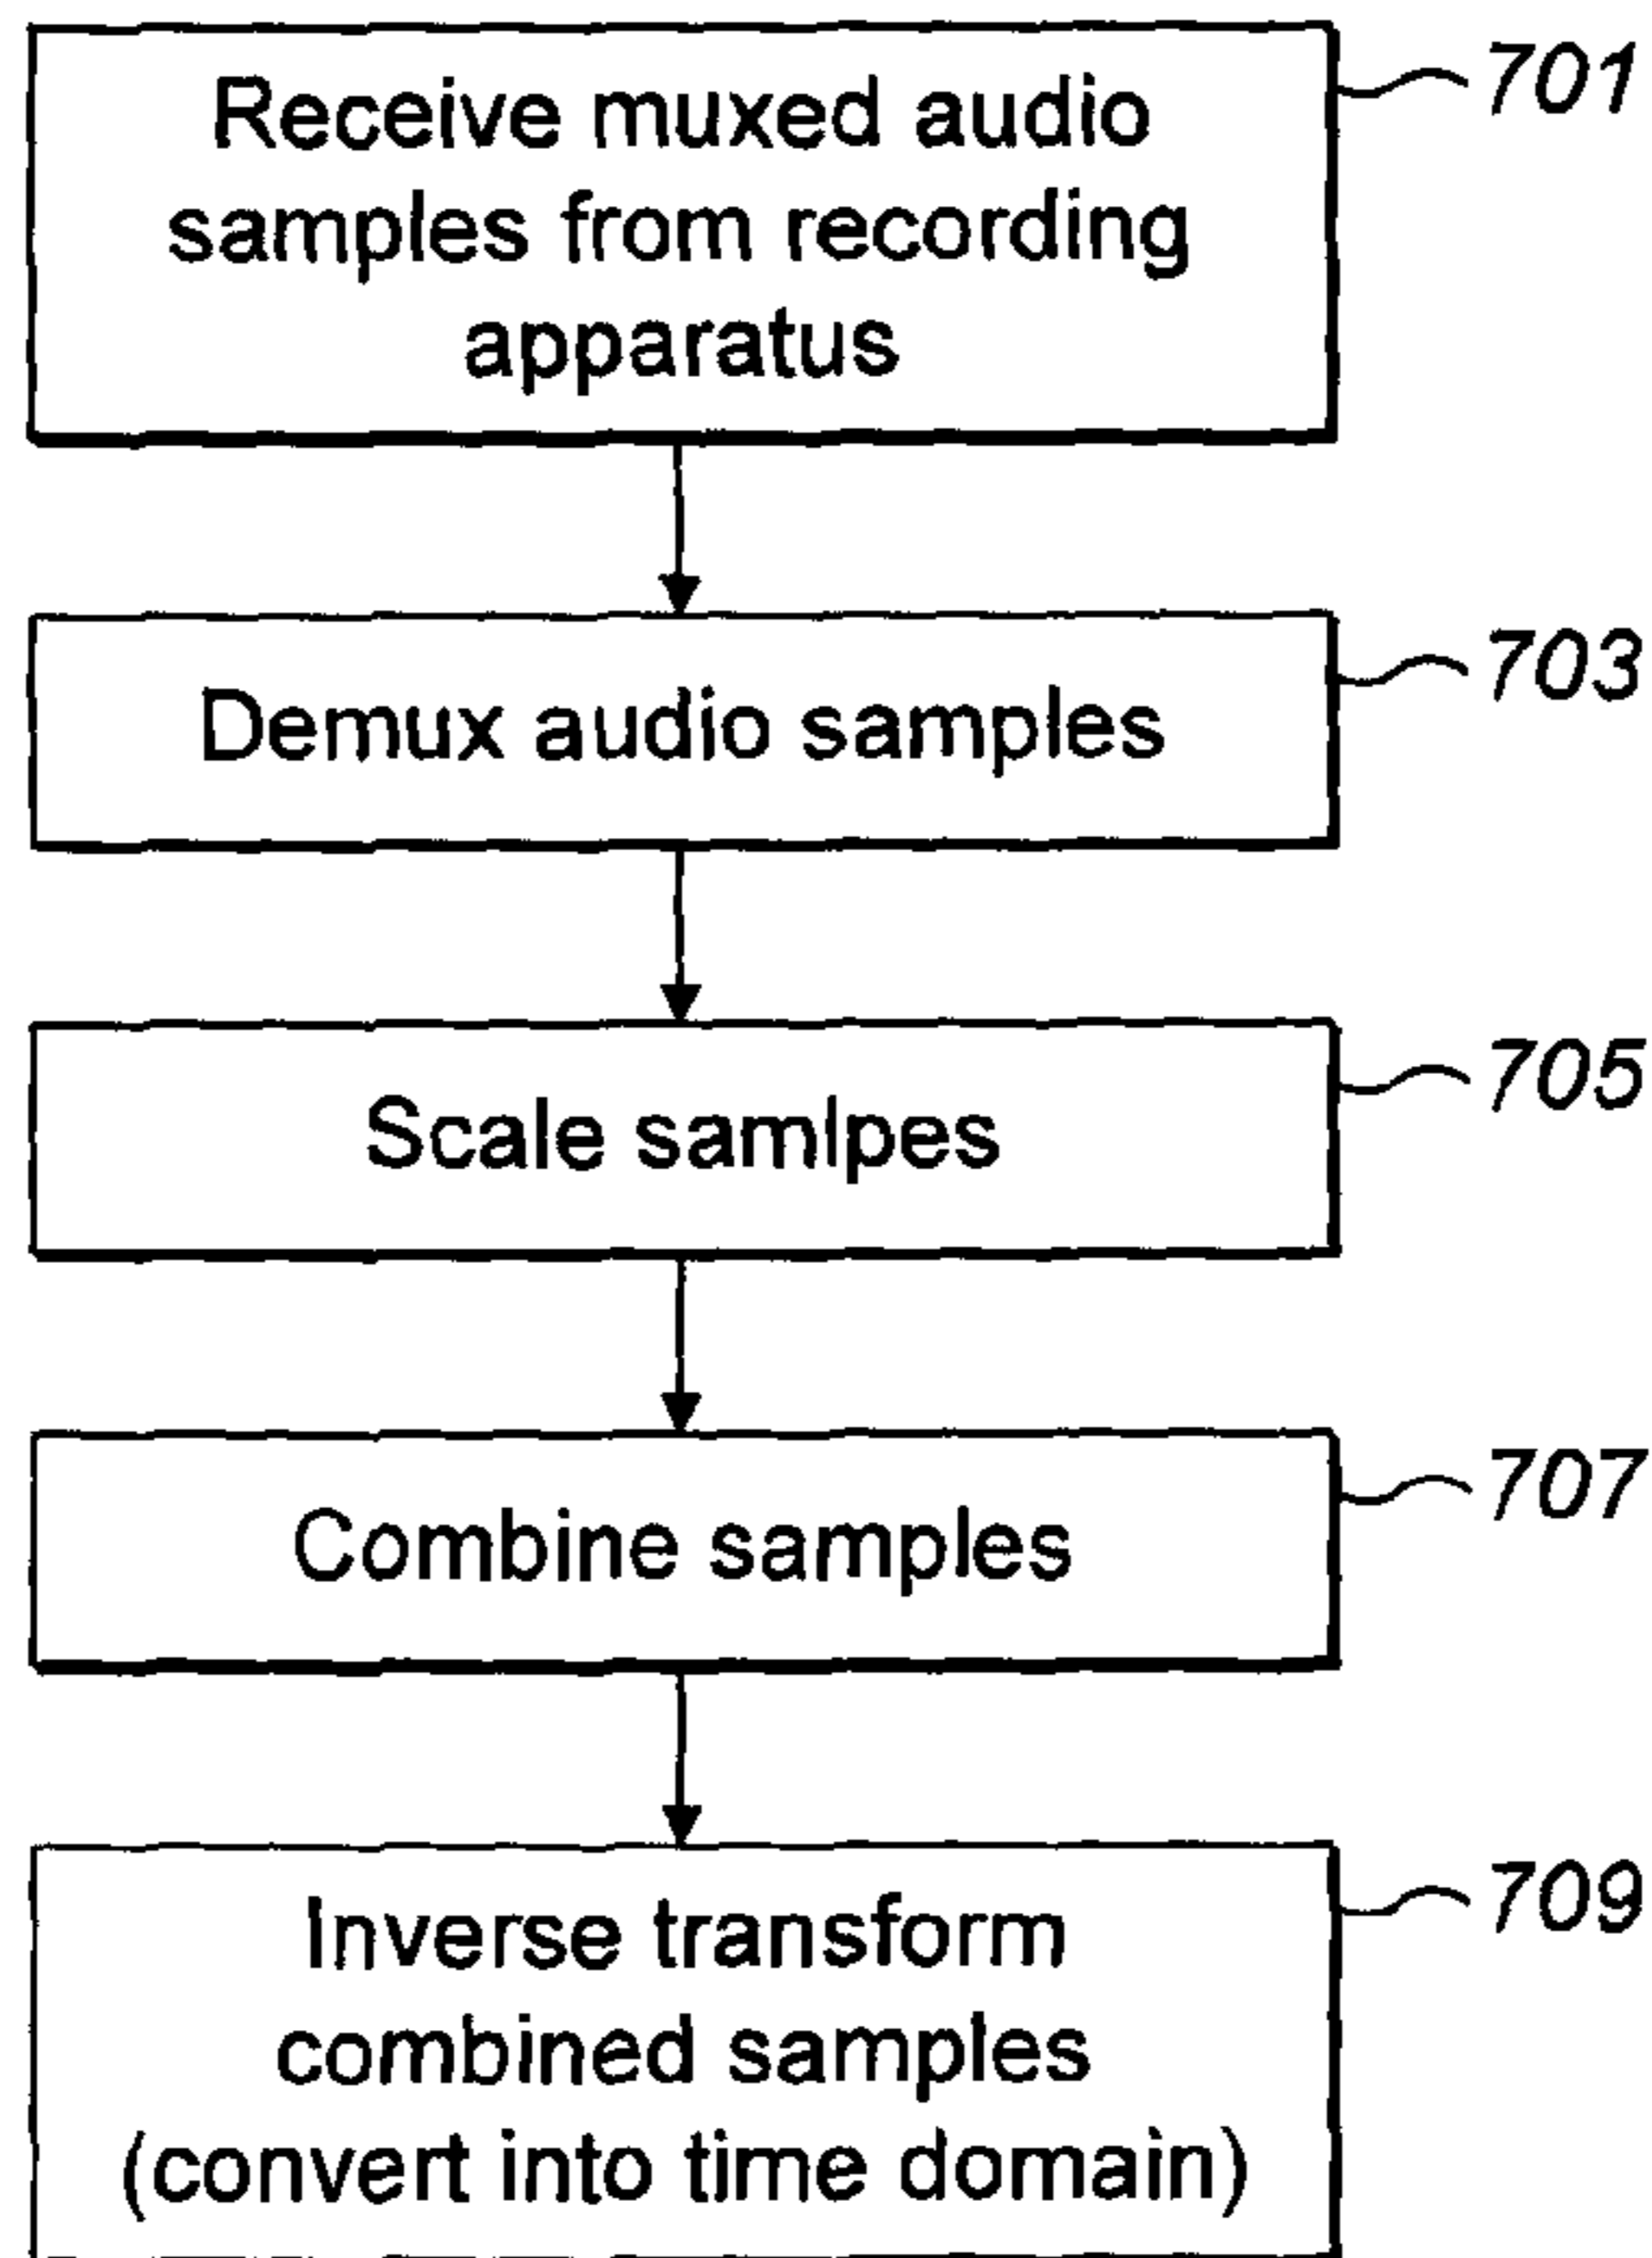 Receive muxed audio
samples from recording
apparatus
701
Demux audio samples
703
Scale samlpes
705
Combine samples
707
Inverse transform
combined samples
(convert into time domain)
709